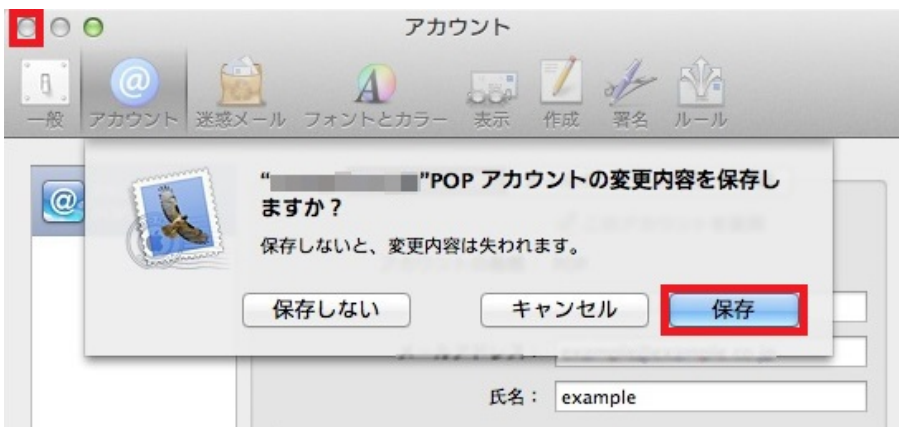 アカウント
一般 アカウント 迷惑メール フォントとカラー 表示 作成 署名 ルール
"POP アカウントの変更内容を保存し
ますか？
保存しないと、変更内容は失われます。
保存しない キャンセル 保存
氏名： example